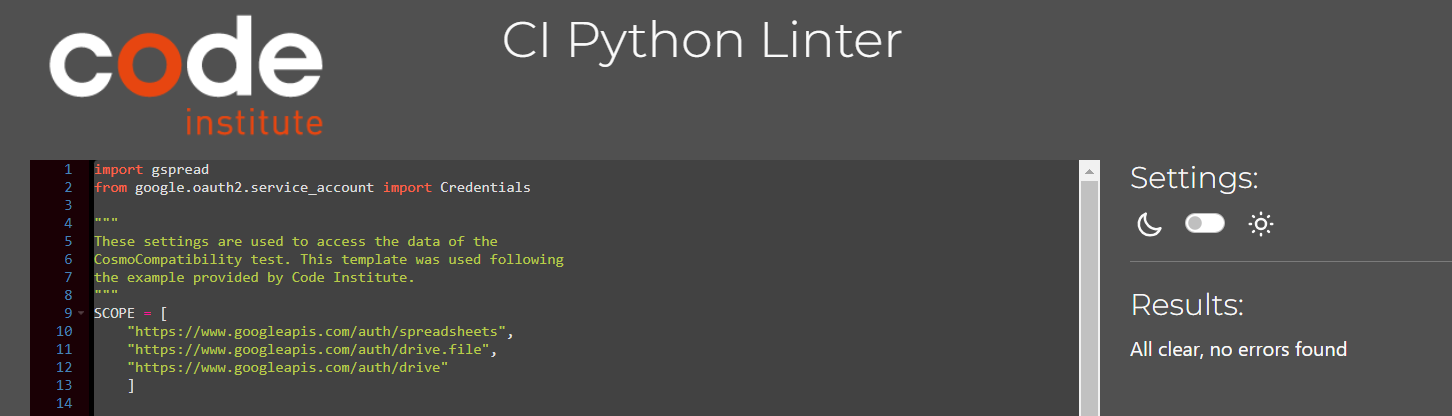 code
institute
CI Python Linter
1 import gspread
2 from google.oauth2.service_account import Credentials
3
4 """
5 These settings are used to access the data of the
6 CosmoCompatibility test. This template was used following
7 the example provided by Code Institute.
8 """
9 SCOPE = [
10     "https://www.googleapis.com/auth/spreadsheets",
11     "https://www.googleapis.com/auth/drive.file",
12     "https://www.googleapis.com/auth/drive"
13     ]
14
Settings:
Results:
All clear, no errors found